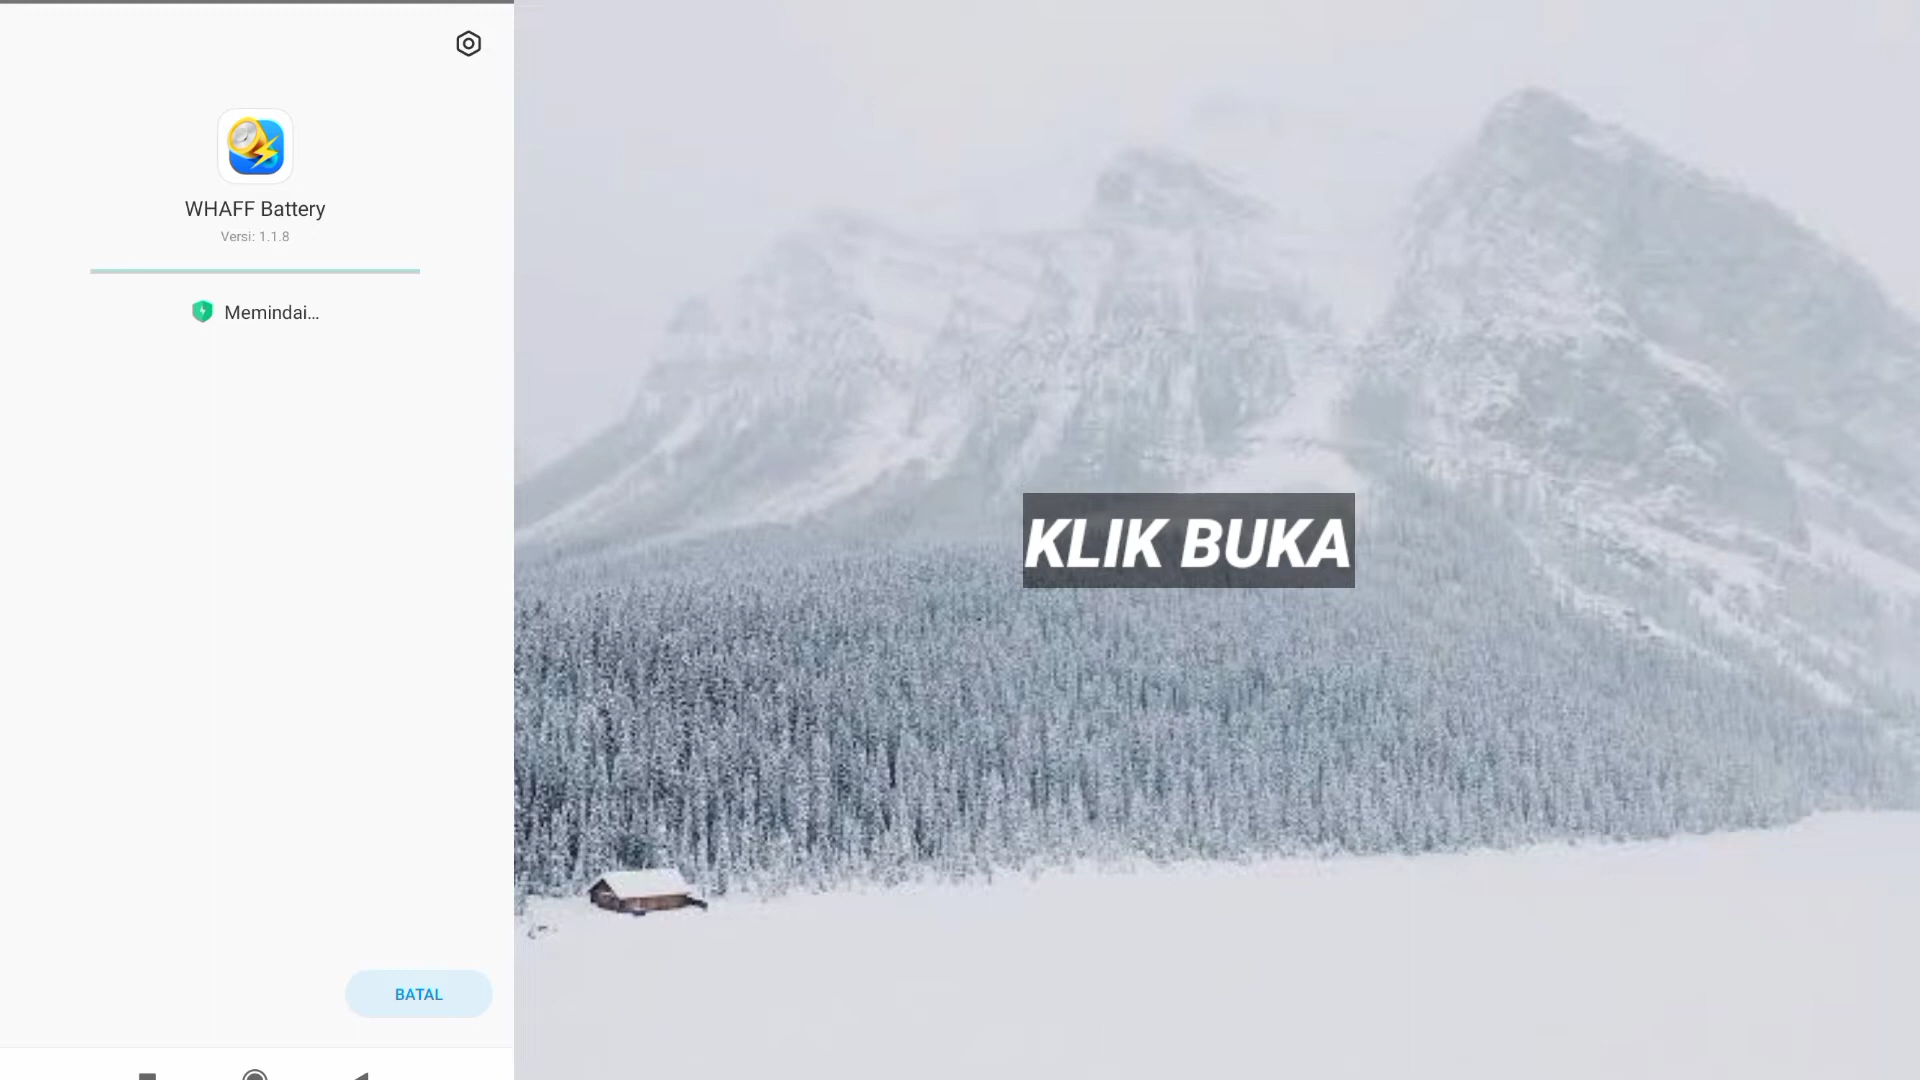 WHAFF Battery
Versi: 1.1.8
Memindai...
KLIK BUKA
BATAL